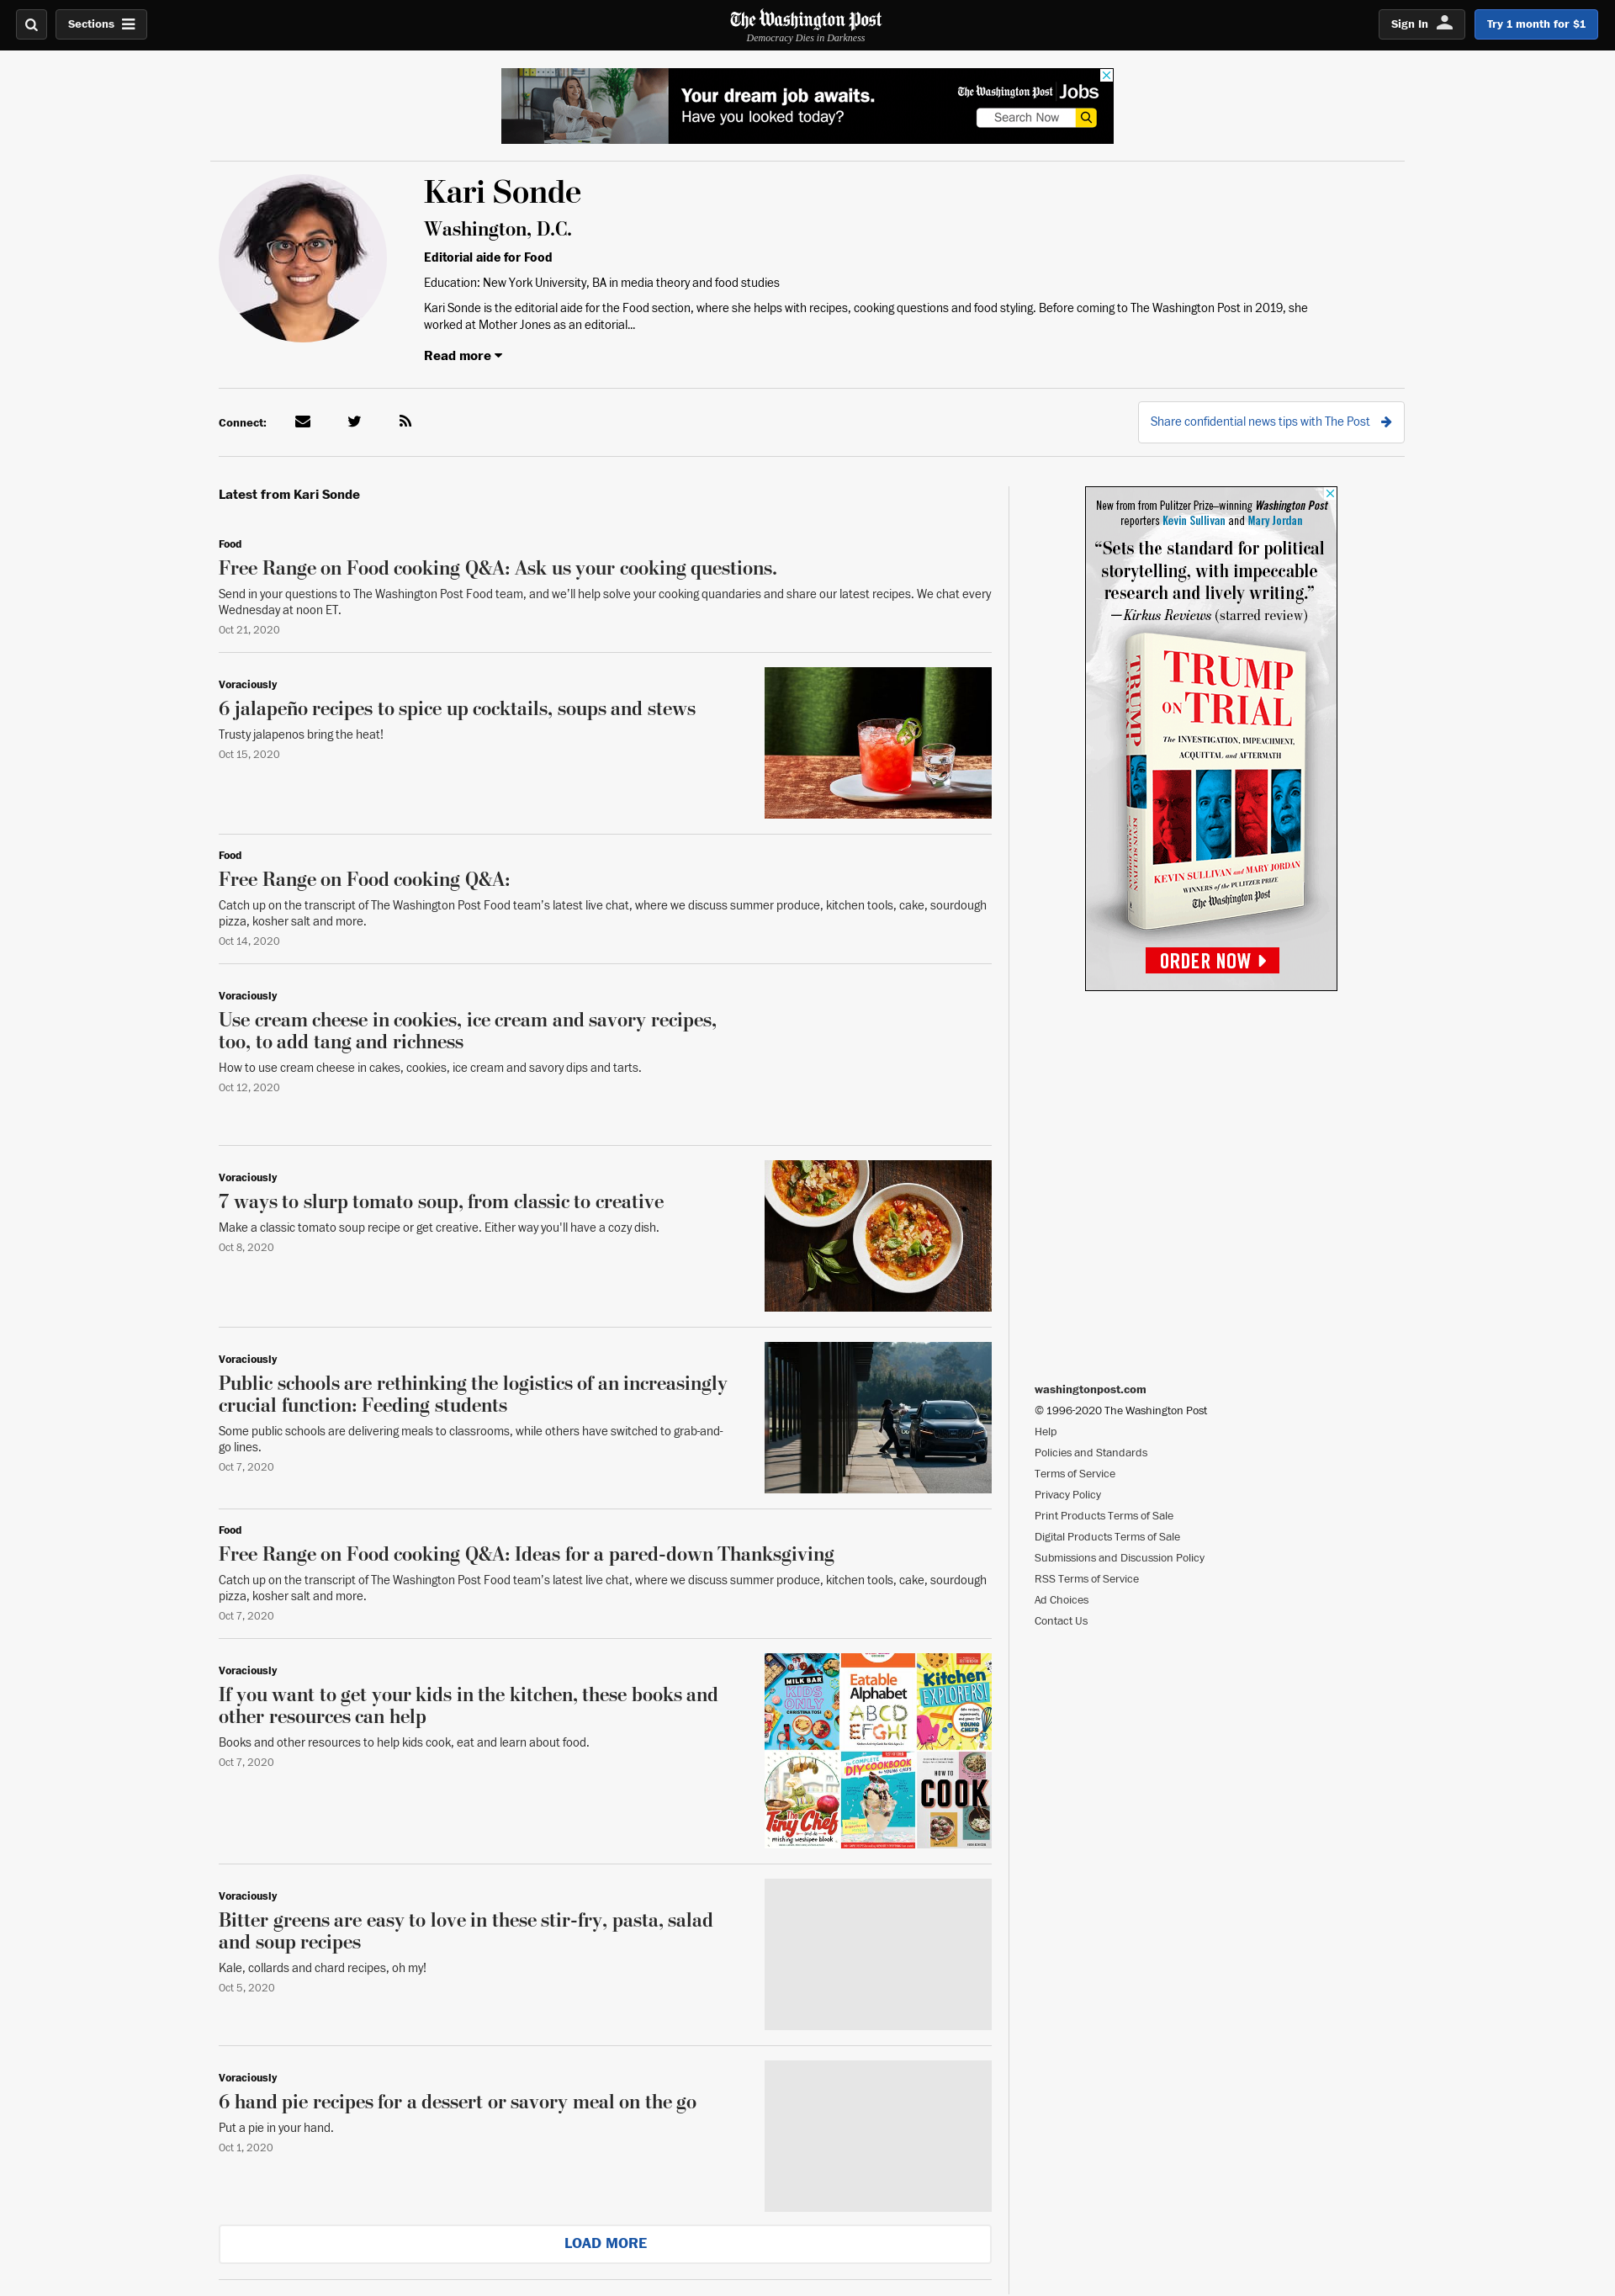 Sections
The Washington Post
Democracy Dies in Darkness
Sign In
Try 1 month for $1
Your dream job awaits.
Have you looked today?
The Washington Post Jobs
Search Now
Kari Sonde
Washington, D.C.
Editorial aide for Food
Education: New York University, BA in media theory and food studies
Kari Sonde is the editorial aide for the Food section, where she helps with recipes, cooking questions and food styling. Before coming to The Washington Post in 2019, she
worked at Mother Jones as an editorial...
Read more
Connect:
Share confidential news tips with The Post
Latest from Kari Sonde
Food
Free Range on Food cooking Q&A: Ask us your cooking questions.
Send in your questions to The Washington Post Food team, and we’ll help solve your cooking quandaries and share our latest recipes. We chat every
Wednesday at noon ET.
Oct 21, 2020
Voraciously
6 jalapeño recipes to spice up cocktails, soups and stews
Trusty jalapenos bring the heat!
Oct 15, 2020
Food
Free Range on Food cooking Q&A:
Catch up on the transcript of The Washington Post Food team’s latest live chat, where we discuss summer produce, kitchen tools, cake, sourdough
pizza, kosher salt and more.
Oct 14, 2020
Voraciously
Use cream cheese in cookies, ice cream and savory recipes,
too, to add tang and richness
How to use cream cheese in cakes, cookies, ice cream and savory dips and tarts.
Oct 12, 2020
Voraciously
7 ways to slurp tomato soup, from classic to creative
Make a classic tomato soup recipe or get creative. Either way you'll have a cozy dish.
Oct 8, 2020
Voraciously
Public schools are rethinking the logistics of an increasingly
crucial function: Feeding students
Some public schools are delivering meals to classrooms, while others have switched to grab-and-
go lines.
Oct 7, 2020
Food
Free Range on Food cooking Q&A: Ideas for a pared-down Thanksgiving
Catch up on the transcript of The Washington Post Food team’s latest live chat, where we discuss summer produce, kitchen tools, cake, sourdough
pizza, kosher salt and more.
Oct 7, 2020
Voraciously
If you want to get your kids in the kitchen, these books and
other resources can help
Books and other resources to help kids cook, eat and learn about food.
Oct 7, 2020
MILK BAR
KIDS
ONLY
CHRISTINA TOSI
Eatable
Alphabet
ABCD
EFGHI
Kitchen
EXPLORERS!
YOUNG
CHEFS
The
Tiny Chef
mishing weshipee blook
COMPLETE
DIY COOKBOOK
HOW TO
COOK
Voraciously
Bitter greens are easy to love in these stir-fry, pasta, salad
and soup recipes
Kale, collards and chard recipes, oh my!
Oct 5, 2020
Voraciously
6 hand pie recipes for a dessert or savory meal on the go
Put a pie in your hand.
Oct 1, 2020
LOAD MORE
New from from Pulitzer Prize–winning Washington Post
reporters Kevin Sullivan and Mary Jordan
“Sets the standard for political
storytelling, with impeccable
research and lively writing.”
—Kirkus Reviews (starred review)
TRUMP
ON TRIAL
The INVESTIGATION, IMPEACHMENT,
ACQUITTAL and AFTERMATH
KEVIN SULLIVAN and MARY JORDAN
WINNERS of the PULITZER PRIZE
The Washington Post
TRUMP
KEVIN SULLIVAN
MARY JORDAN
ORDER NOW
washingtonpost.com
© 1996-2020 The Washington Post
Help
Policies and Standards
Terms of Service
Privacy Policy
Print Products Terms of Sale
Digital Products Terms of Sale
Submissions and Discussion Policy
RSS Terms of Service
Ad Choices
Contact Us